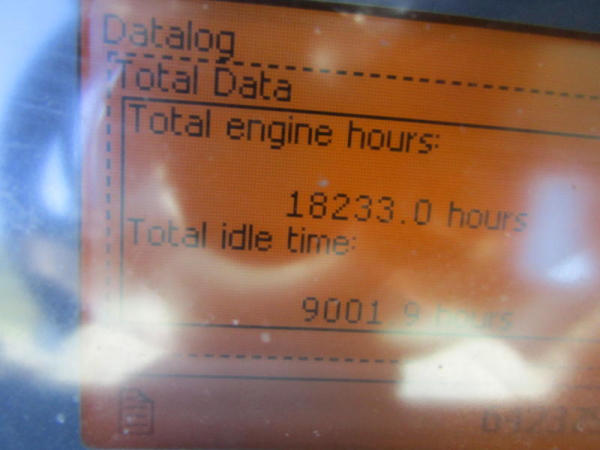 Datalog
Total Data
Total engine hours:
18233.0 hours
Total idle time:
9001.9 hours